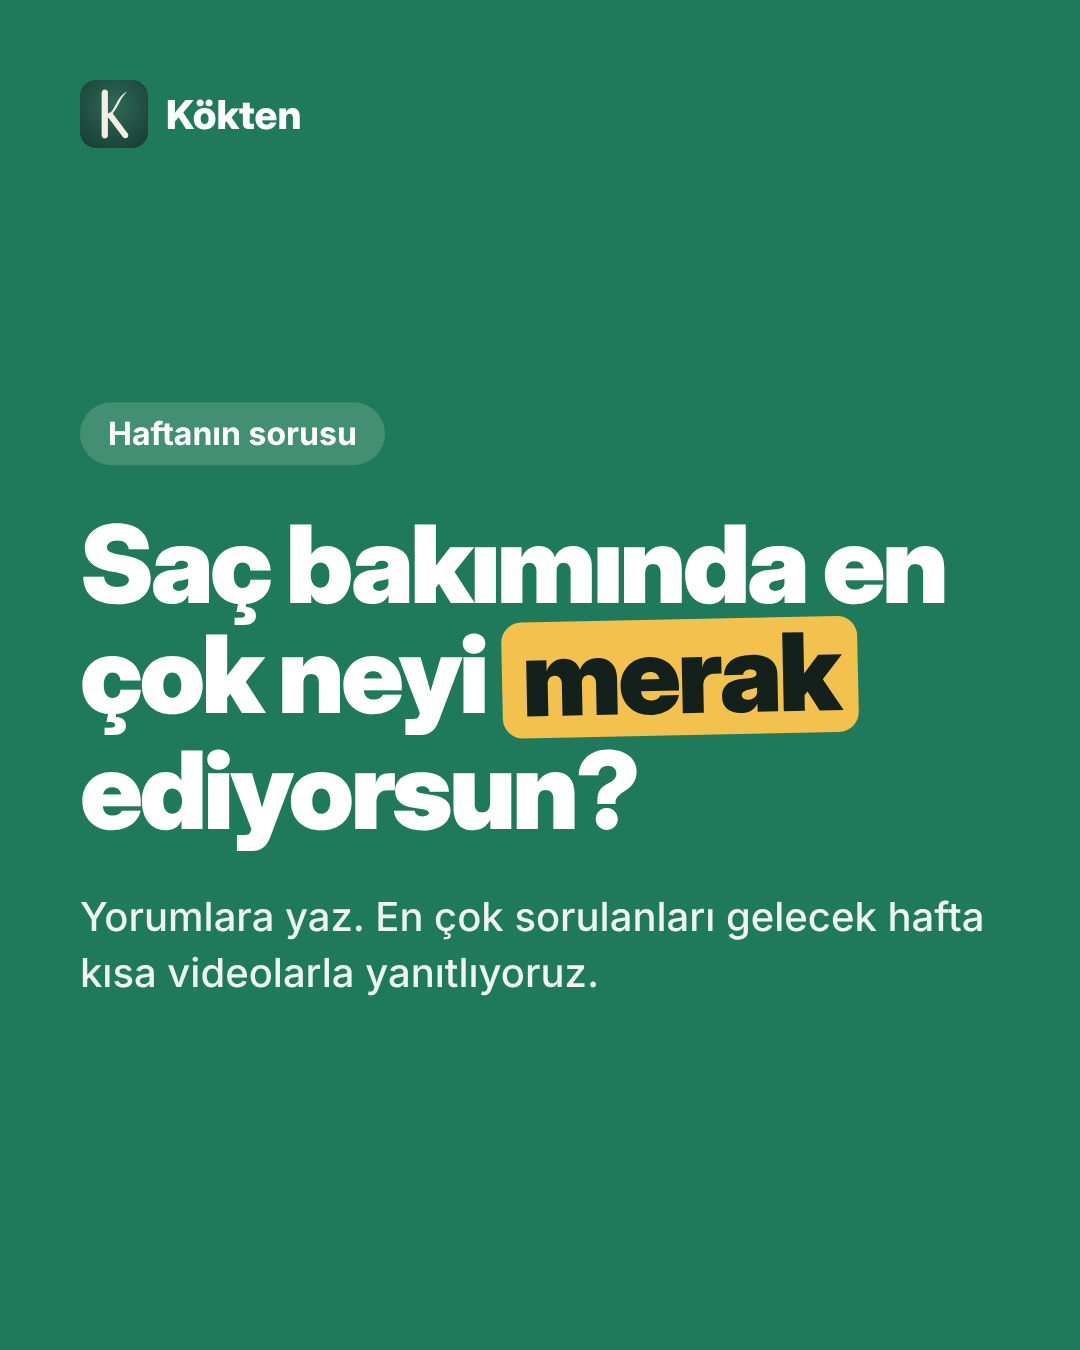 Kökten
Haftanın sorusu
Saç bakımında en
çok neyi merak
ediyorsun?
Yorumlara yaz. En çok sorulanları gelecek hafta
kısa videolarla yanıtlıyoruz.